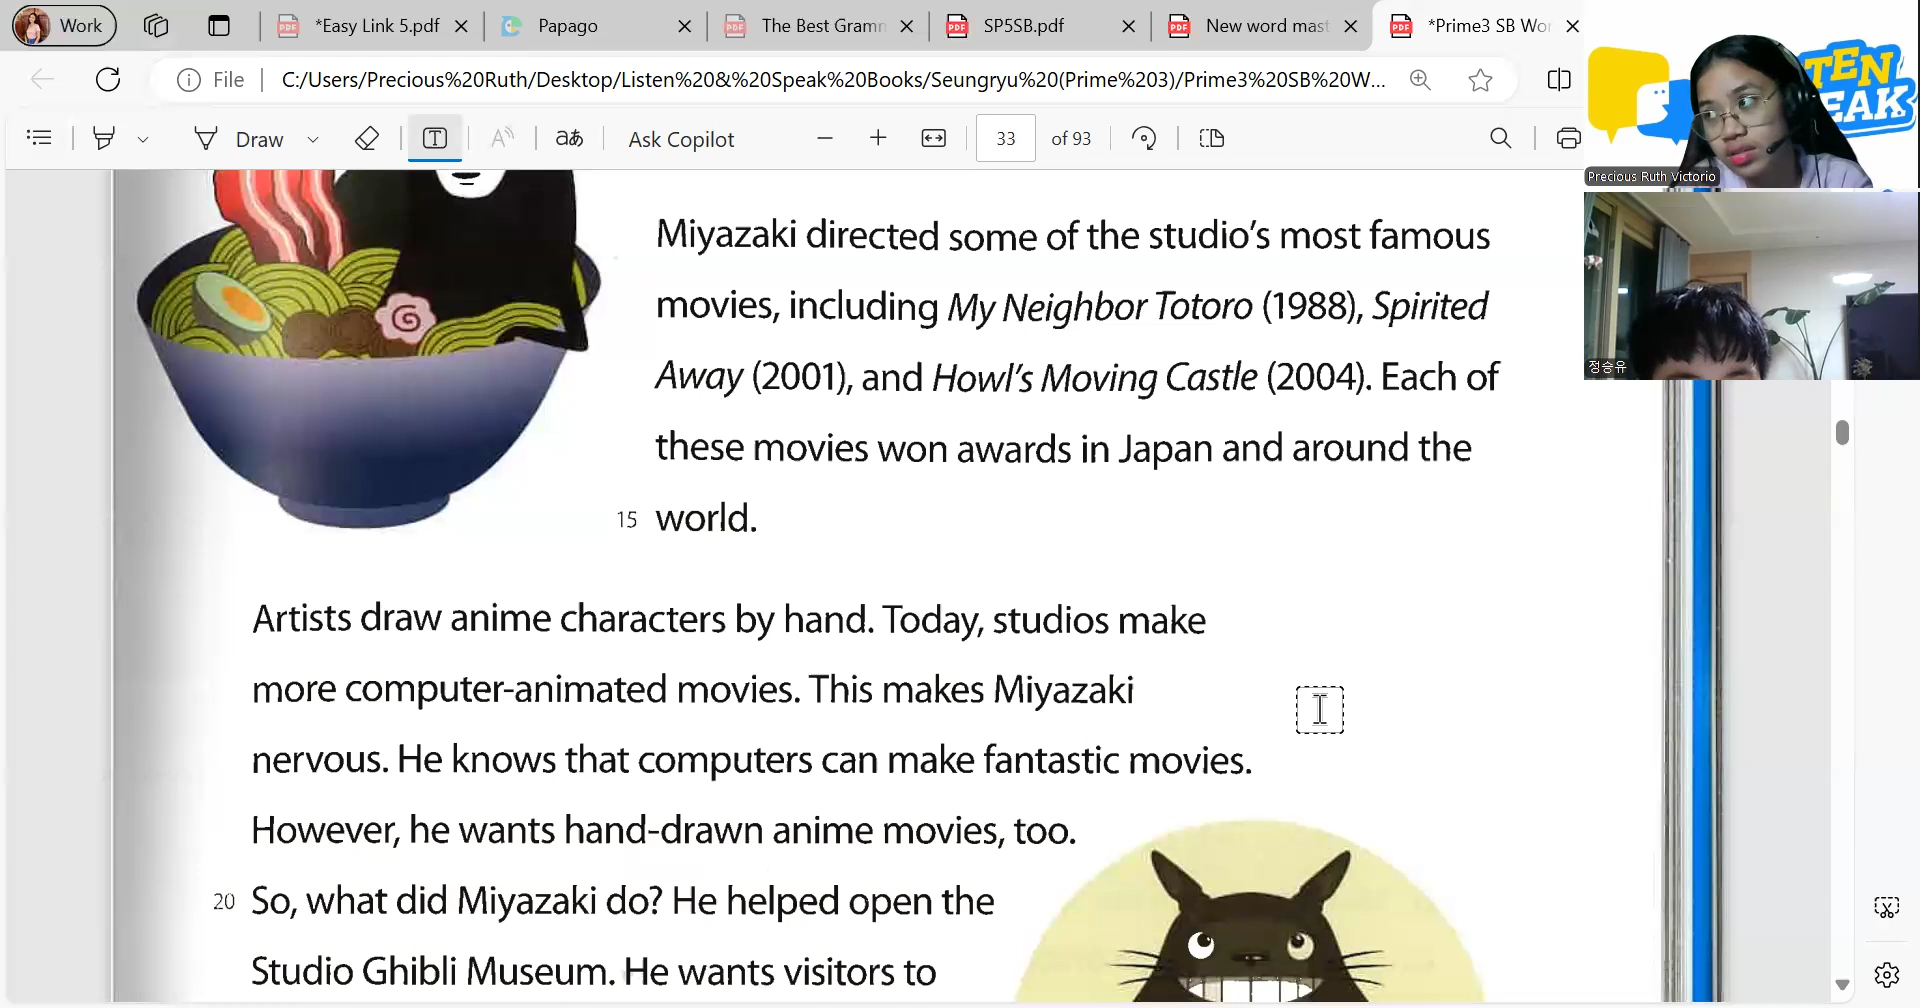 Work
*Easy Link 5.pdf
Papago
The Best Gramm
SP5SB.pdf
New word mast
*Prime3 SB Wor
File
C:/Users/Precious%20Ruth/Desktop/Listen%20&%20Speak%20Books/Seungryu%20(Prime%203)/Prime3%20SB%20W...
Draw
Ask Copilot
33
of 93
TEN
EAK
Precious Ruth Victorio
정승유
Miyazaki directed some of the studio's most famous
movies, including My Neighbor Totoro (1988), Spirited
Away (2001), and Howl's Moving Castle (2004). Each of
these movies won awards in Japan and around the
15 world.
Artists draw anime characters by hand. Today, studios make
more computer-animated movies. This makes Miyazaki
nervous. He knows that computers can make fantastic movies.
However, he wants hand-drawn anime movies, too.
20 So, what did Miyazaki do? He helped open the
Studio Ghibli Museum. He wants visitors to